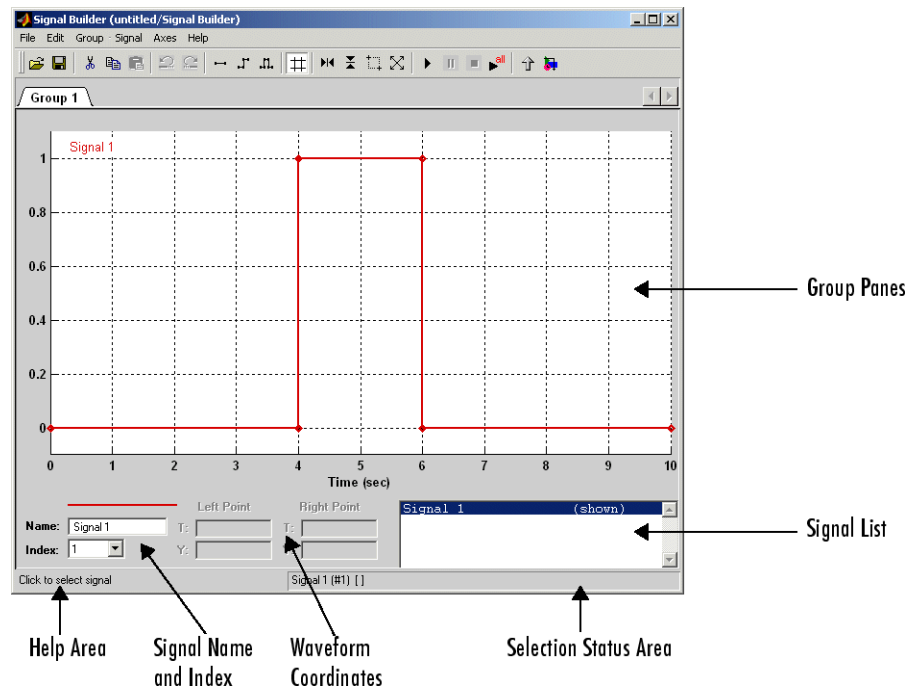 Signal Builder (untitled/Signal Builder)
File Edit Group Signal Axes Help
all
Group 1
Signal 1
1
0.8
0.6
0.4
0.2
0
0 1 2 3 4 5 6 7 8 9 10
Time (sec)
Group Panes
Left Point Right Point
Name: Signal 1 T: T:
Index: 1 Y:
Signal 1 (shown)
Signal List
Click to select signal
Signal 1 (#1) [ ]
Help Area
Signal Name
and Index
Waveform
Coordinates
Selection Status Area